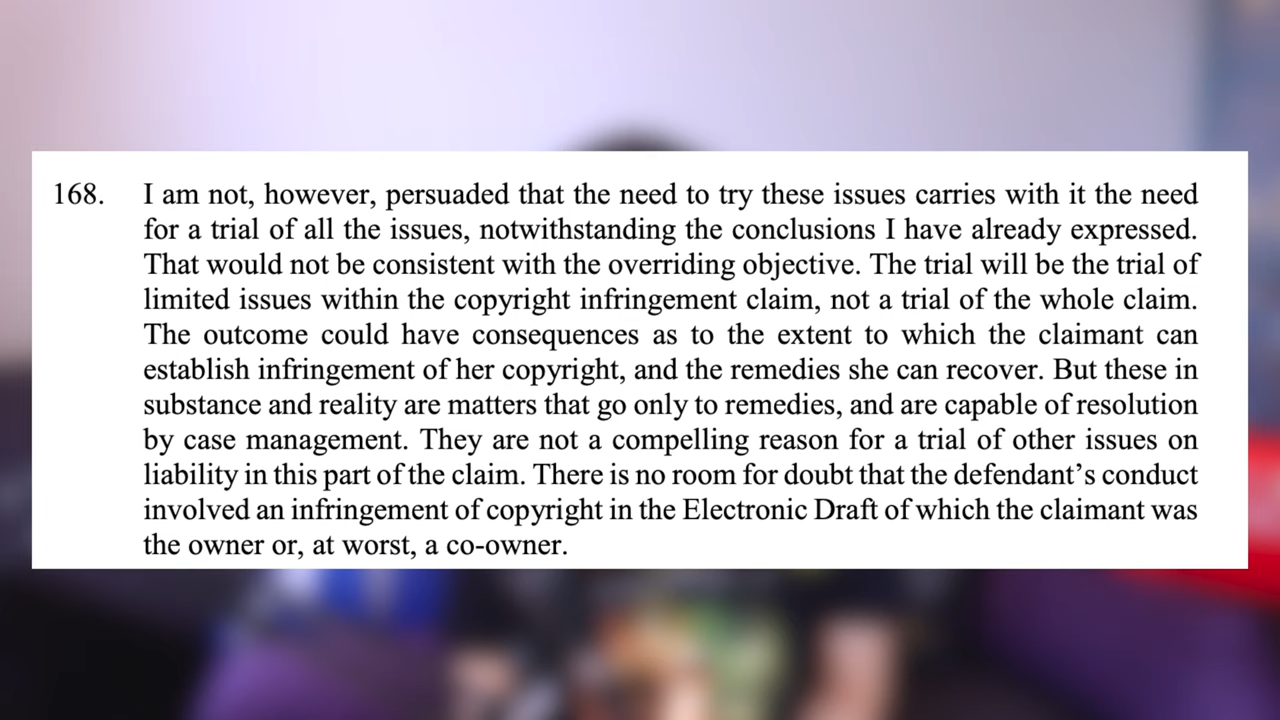 168. I am not, however, persuaded that the need to try these issues carries with it the need
for a trial of all the issues, notwithstanding the conclusions I have already expressed.
That would not be consistent with the overriding objective. The trial will be the trial of
limited issues within the copyright infringement claim, not a trial of the whole claim.
The outcome could have consequences as to the extent to which the claimant can
establish infringement of her copyright, and the remedies she can recover. But these in
substance and reality are matters that go only to remedies, and are capable of resolution
by case management. They are not a compelling reason for a trial of other issues on
liability in this part of the claim. There is no room for doubt that the defendant’s conduct
involved an infringement of copyright in the Electronic Draft of which the claimant was
the owner or, at worst, a co-owner.